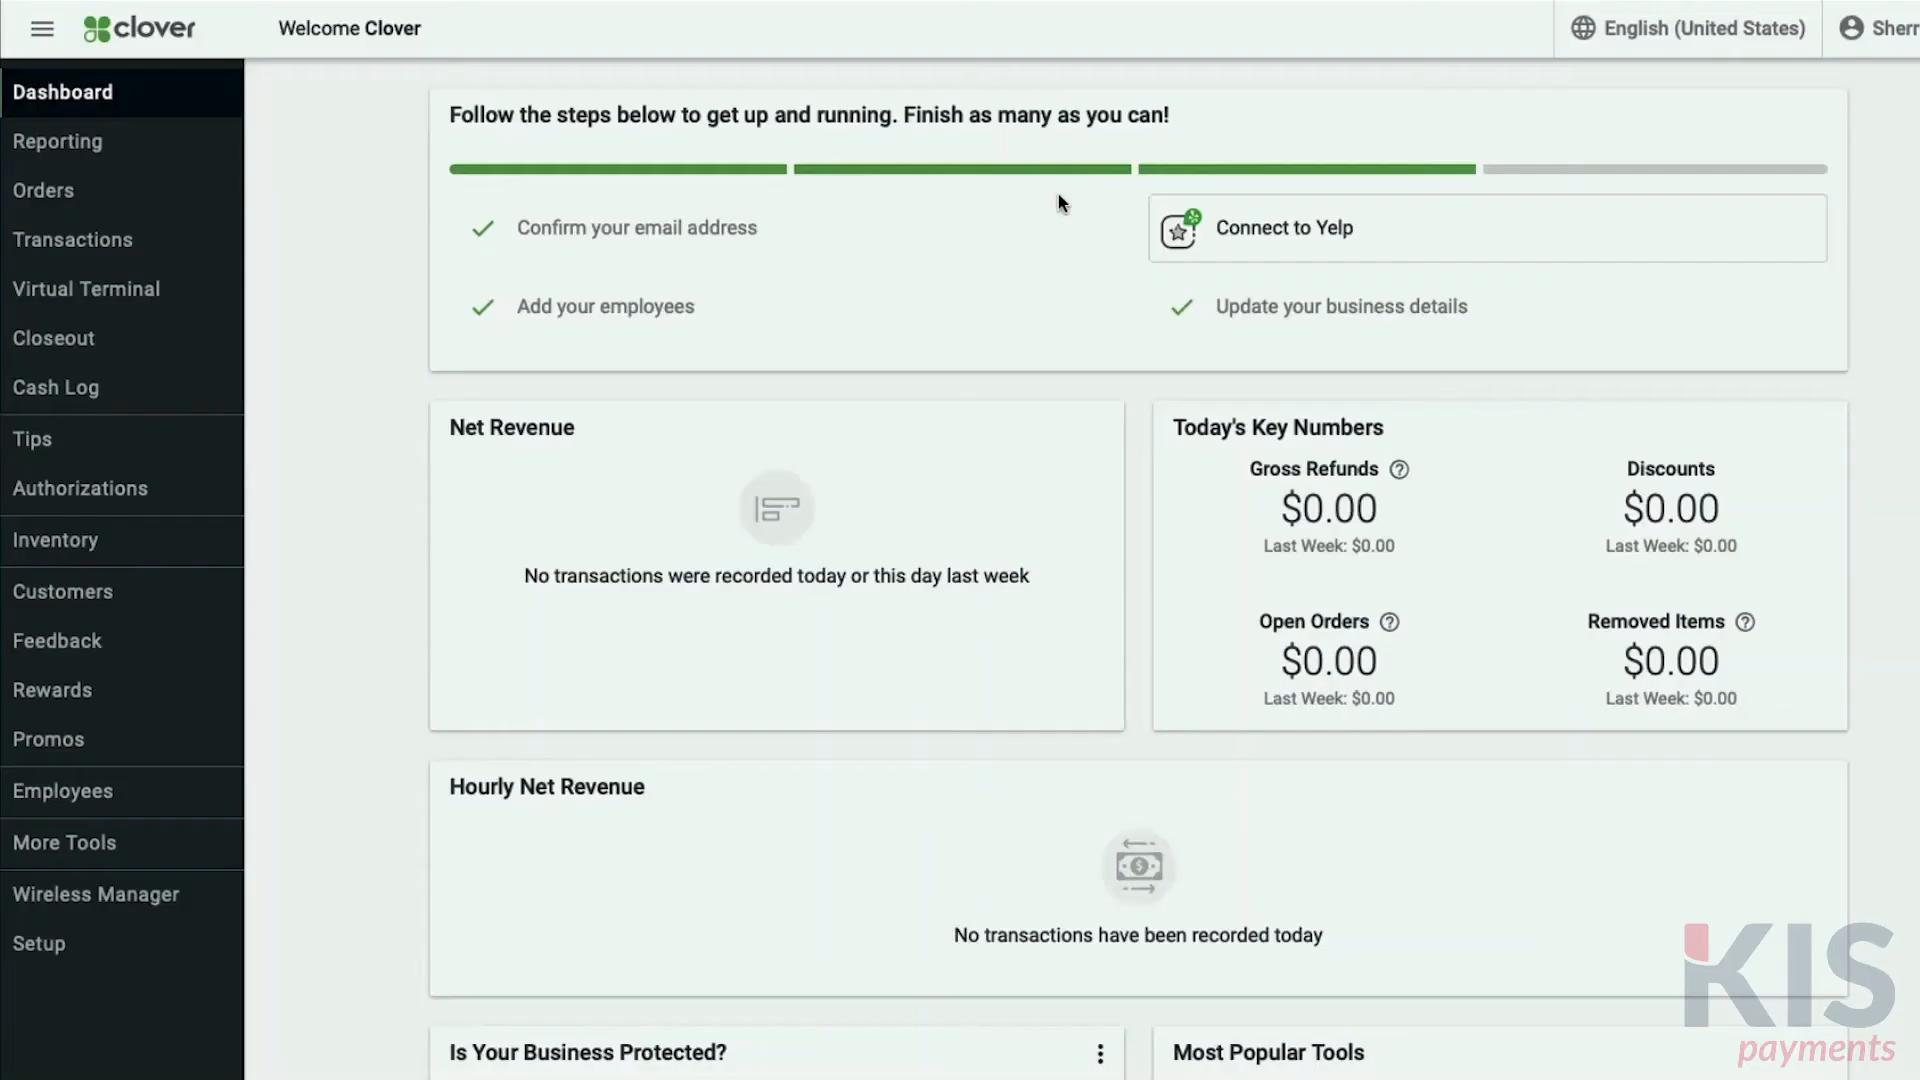 clover
Welcome Clover
English (United States)
Sherr
Dashboard
Reporting
Orders
Transactions
Virtual Terminal
Closeout
Cash Log
Tips
Authorizations
Inventory
Customers
Feedback
Rewards
Promos
Employees
More Tools
Wireless Manager
Setup
Follow the steps below to get up and running. Finish as many as you can!
Confirm your email address
Connect to Yelp
Add your employees
Update your business details
Net Revenue
No transactions were recorded today or this day last week
Today's Key Numbers
Gross Refunds
$0.00
Last Week: $0.00
Discounts
$0.00
Last Week: $0.00
Open Orders
$0.00
Last Week: $0.00
Removed Items
$0.00
Last Week: $0.00
Hourly Net Revenue
No transactions have been recorded today
Is Your Business Protected?
Most Popular Tools
KIS
payments